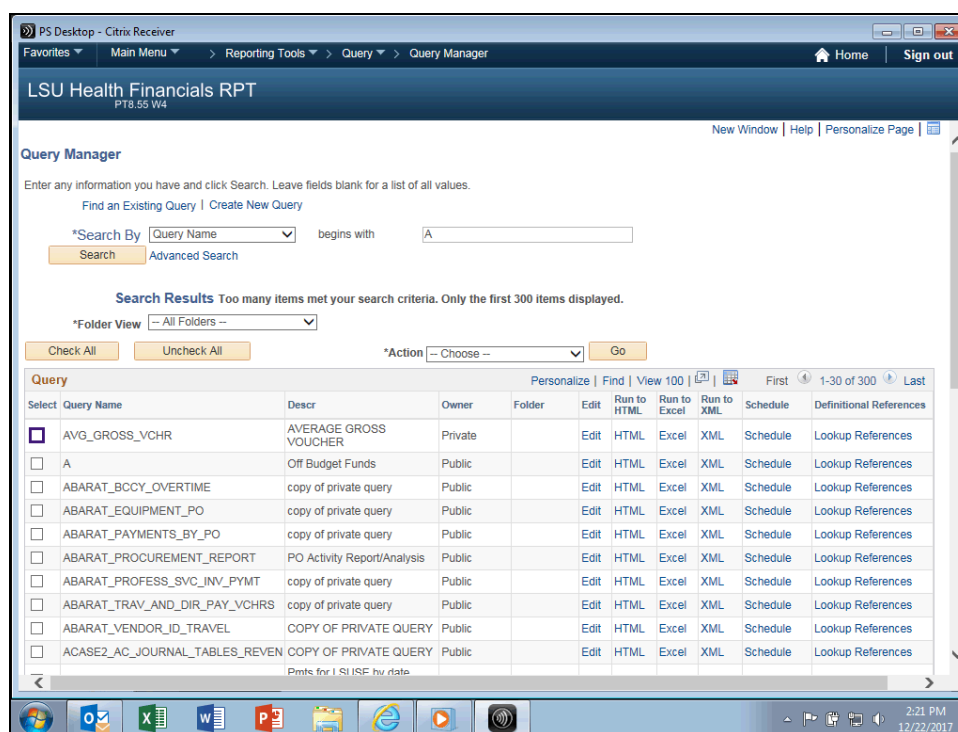 PS Desktop - Citrix Receiver
Favorites Main Menu > Reporting Tools > Query > Query Manager Home Sign out
LSU Health Financials RPT
PT8.55 W4
New Window | Help | Personalize Page |
Query Manager
Enter any information you have and click Search. Leave fields blank for a list of all values.
Find an Existing Query | Create New Query
*Search By Query Name begins with A
Search Advanced Search
Search Results Too many items met your search criteria. Only the first 300 items displayed.
*Folder View -- All Folders --
Check All Uncheck All *Action -- Choose -- Go
Query Personalize | Find | View 100 | | First 1-30 of 300 Last
Select Query Name Descr Owner Folder Edit Run to HTML Run to Excel Run to XML Schedule Definitional References
AVG_GROSS_VCHR AVERAGE GROSS VOUCHER Private Edit HTML Excel XML Schedule Lookup References
A Off Budget Funds Public Edit HTML Excel XML Schedule Lookup References
ABARAT_BCCY_OVERTIME copy of private query Public Edit HTML Excel XML Schedule Lookup References
ABARAT_EQUIPMENT_PO copy of private query Public Edit HTML Excel XML Schedule Lookup References
ABARAT_PAYMENTS_BY_PO copy of private query Public Edit HTML Excel XML Schedule Lookup References
ABARAT_PROCUREMENT_REPORT PO Activity Report/Analysis Public Edit HTML Excel XML Schedule Lookup References
ABARAT_PROFESS_SVC_INV_PYMT copy of private query Public Edit HTML Excel XML Schedule Lookup References
ABARAT_TRAV_AND_DIR_PAY_VCHRS copy of private query Public Edit HTML Excel XML Schedule Lookup References
ABARAT_VENDOR_ID_TRAVEL COPY OF PRIVATE QUERY Public Edit HTML Excel XML Schedule Lookup References
ACASE2_AC_JOURNAL_TABLES_REVEN COPY OF PRIVATE QUERY Public Edit HTML Excel XML Schedule Lookup References
Pmts for LSUSE by date
2:21 PM
12/22/2017